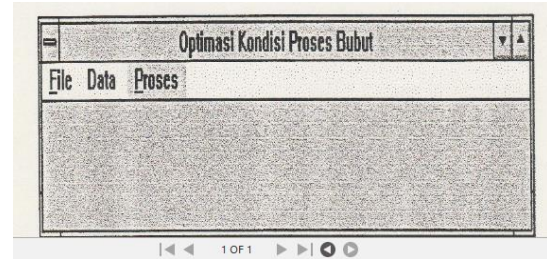 Optimasi Kondisi Proses Bubut
File Data Proses
1 OF 1